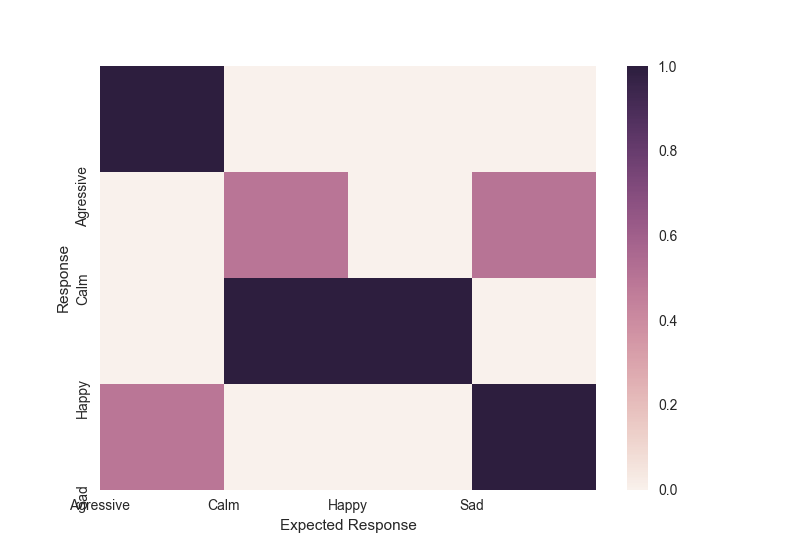 1.0
0.8
0.6
0.4
0.2
0.0
Response
Agressive
Calm
Happy
Sad
Agressive Calm Happy Sad
Expected Response